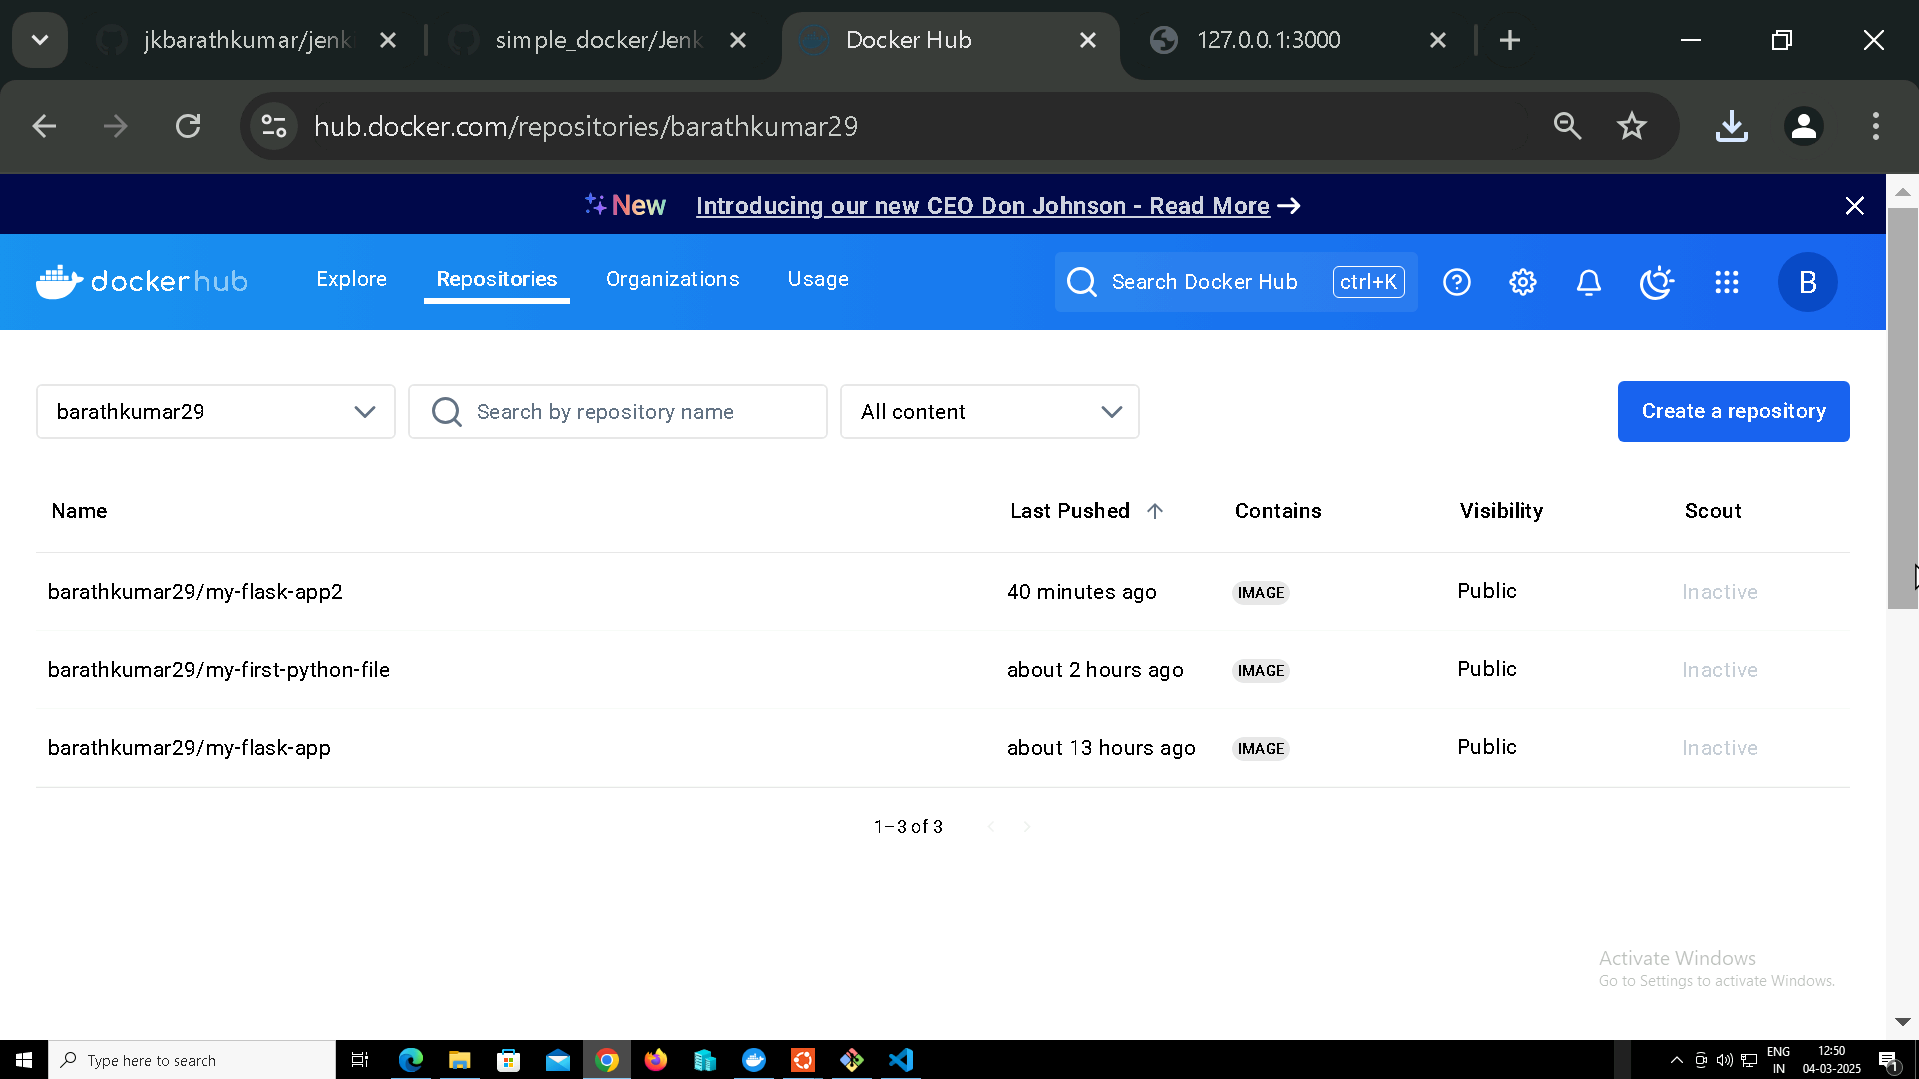 jkbarathkumar/jenki
simple_docker/Jenk
Docker Hub
127.0.0.1:3000
hub.docker.com/repositories/barathkumar29
New Introducing our new CEO Don Johnson - Read More →
dockerhub
Explore
Repositories
Organizations
Usage
Search Docker Hub
ctrl+K
B
barathkumar29
Search by repository name
All content
Create a repository
Name Last Pushed Contains Visibility Scout
barathkumar29/my-flask-app2 40 minutes ago IMAGE Public Inactive
barathkumar29/my-first-python-file about 2 hours ago IMAGE Public Inactive
barathkumar29/my-flask-app about 13 hours ago IMAGE Public Inactive
1–3 of 3
Activate Windows
Go to Settings to activate Windows.
Type here to search
ENG
IN
12:50
04-03-2025
1